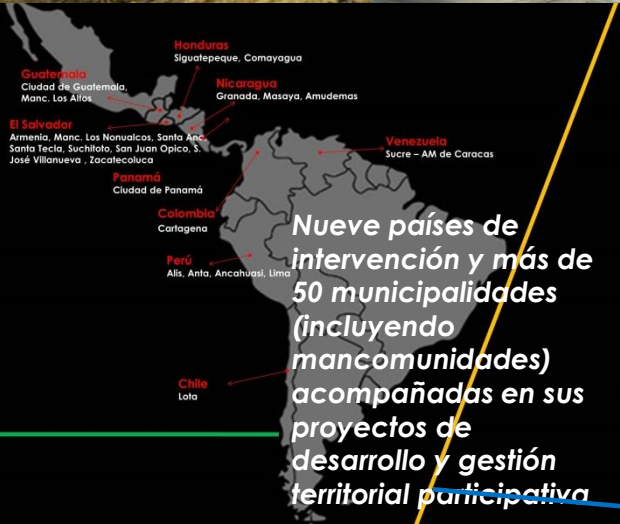 Honduras
Siguatepeque, Comayagua
Guatemala
Ciudad de Guatemala,
Manc. Los Altos
Nicaragua
Granada, Masaya, Amudemas
El Salvador
Armenia, Manc. Los Nonualcos, Santa Ana,
Santa Tecla, Suchitoto, San Juan Opico, S.
José Villanueva , Zacatecoluca
Venezuela
Sucre – AM de Caracas
Panamá
Ciudad de Panamá
Colombia
Cartagena
Perú
Alis, Anta, Ancahuasi, Lima
Chile
Lota
Nueve países de
intervención y más de
50 municipalidades
(incluyendo
mancomunidades)
acompañadas en sus
proyectos de
desarrollo y gestión
territorial participativa